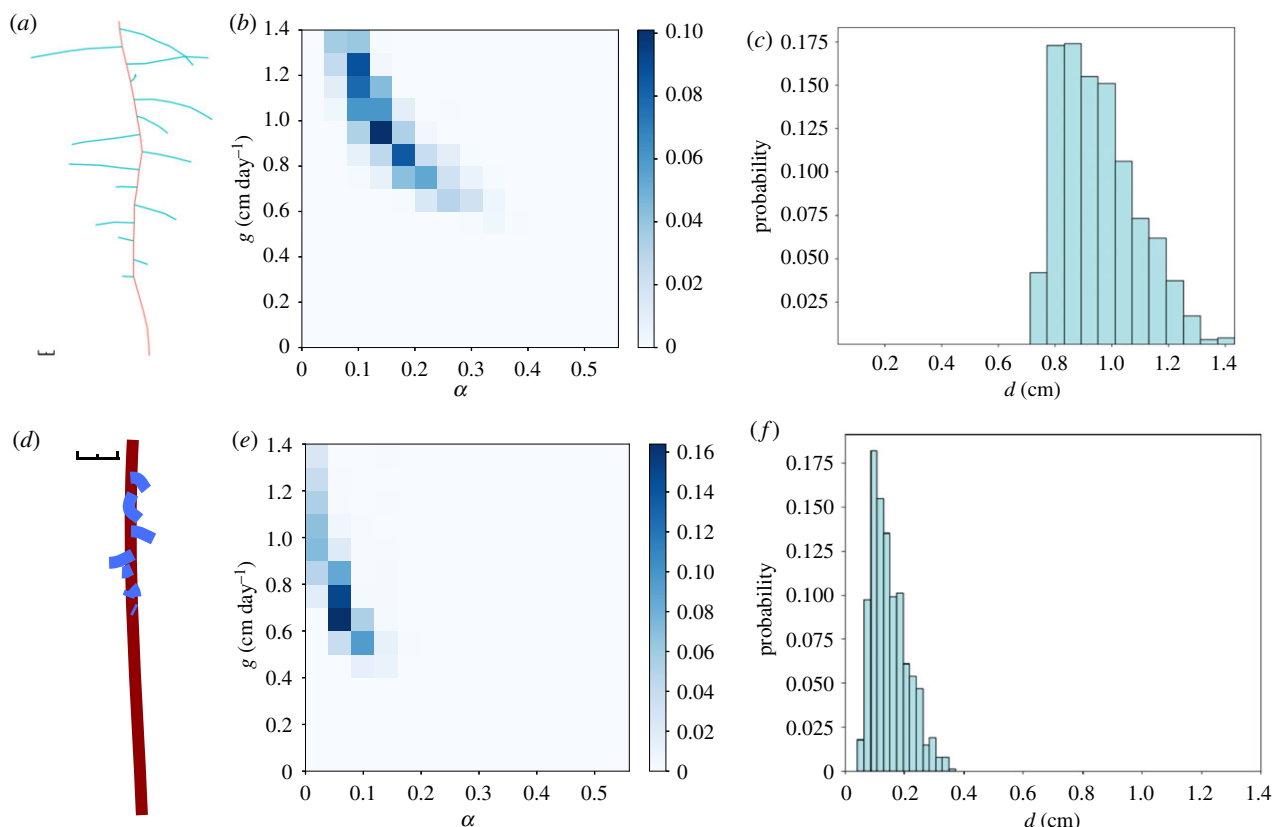 (a)
(b)
1.4
1.2
1.0
0.8
0.6
0.4
0.2
0
g (cm day⁻¹)
0 0.1 0.2 0.3 0.4 0.5
α
0.10
0.08
0.06
0.04
0.02
0
(c)
0.175
0.150
0.125
0.100
0.075
0.050
0.025
probability
0.2 0.4 0.6 0.8 1.0 1.2 1.4
d (cm)
(d)
(e)
1.4
1.2
1.0
0.8
0.6
0.4
0.2
0
g (cm day⁻¹)
0 0.1 0.2 0.3 0.4 0.5
α
0.16
0.14
0.12
0.10
0.08
0.06
0.04
0.02
0
(f)
0.175
0.150
0.125
0.100
0.075
0.050
0.025
0
probability
0 0.2 0.4 0.6 0.8 1.0 1.2 1.4
d (cm)